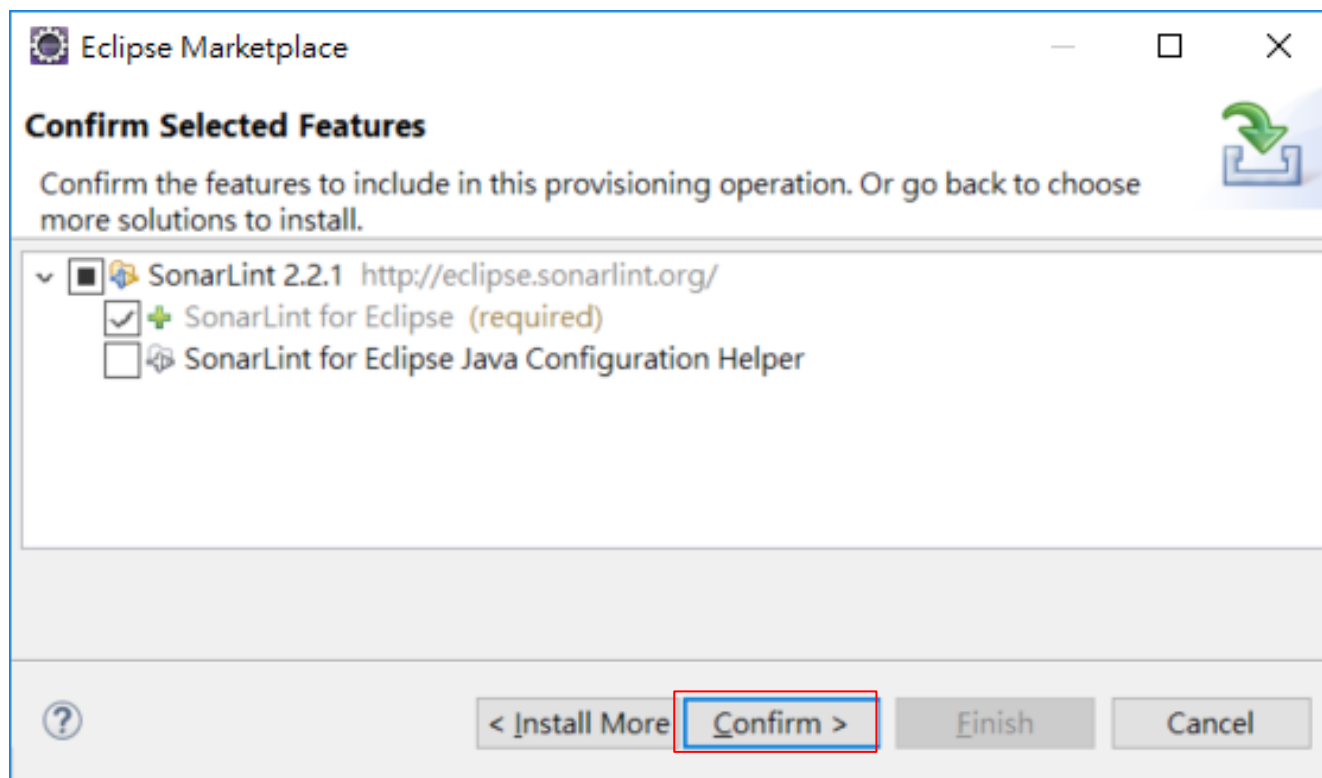 Eclipse Marketplace
Confirm Selected Features
Confirm the features to include in this provisioning operation. Or go back to choose
more solutions to install.
SonarLint 2.2.1 http://eclipse.sonarlint.org/
SonarLint for Eclipse (required)
SonarLint for Eclipse Java Configuration Helper
< Install More Confirm > Finish Cancel